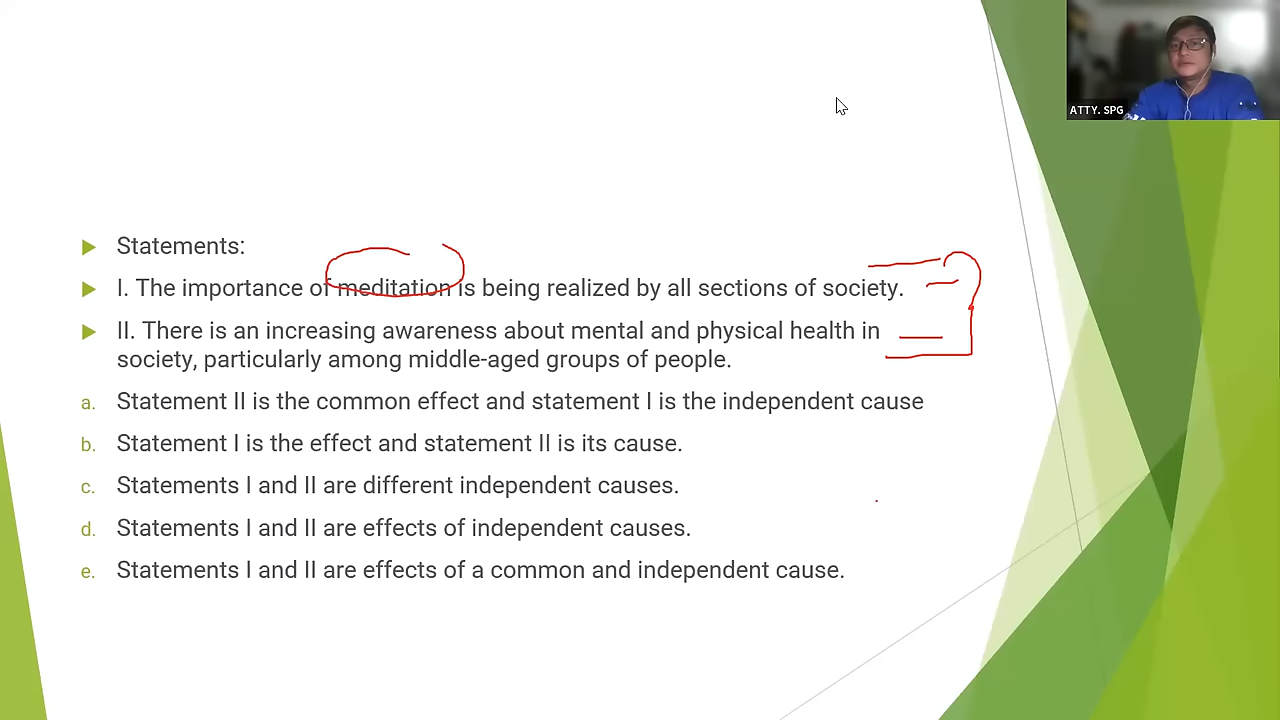 ATTY. SPG
Statements:
I. The importance of meditation is being realized by all sections of society.
II. There is an increasing awareness about mental and physical health in
society, particularly among middle-aged groups of people.
a. Statement II is the common effect and statement I is the independent cause
b. Statement I is the effect and statement II is its cause.
c. Statements I and II are different independent causes.
d. Statements I and II are effects of independent causes.
e. Statements I and II are effects of a common and independent cause.